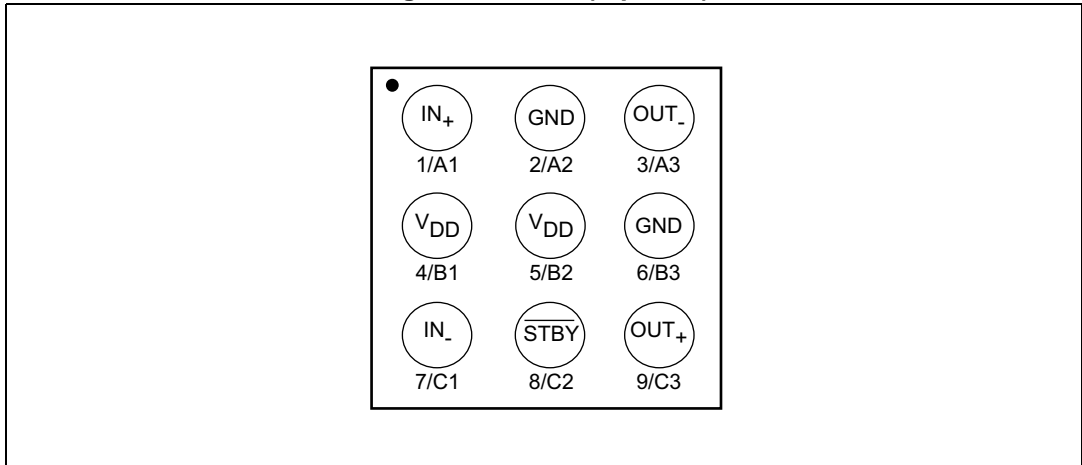 IN+ GND OUT-
1/A1 2/A2 3/A3
VDD VDD GND
4/B1 5/B2 6/B3
IN- STBY OUT+
7/C1 8/C2 9/C3